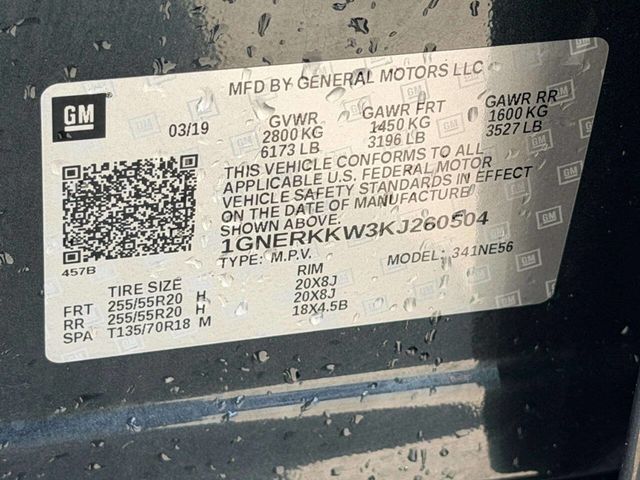 MFD BY GENERAL MOTORS LLC
GM
03/19
GVWR GAWR FRT GAWR RR
2800 KG 1450 KG 1600 KG
6173 LB 3196 LB 3527 LB
THIS VEHICLE CONFORMS TO ALL
APPLICABLE U.S. FEDERAL MOTOR
VEHICLE SAFETY STANDARDS IN EFFECT
ON THE DATE OF MANUFACTURE
SHOWN ABOVE.
1GNERKKW3KJ260504
457B
TYPE: M.P.V. MODEL: 341NE56
TIRE SIZE RIM
FRT 255/55R20 H 20X8J
RR 255/55R20 H 20X8J
SPA T135/70R18 M 18X4.5B